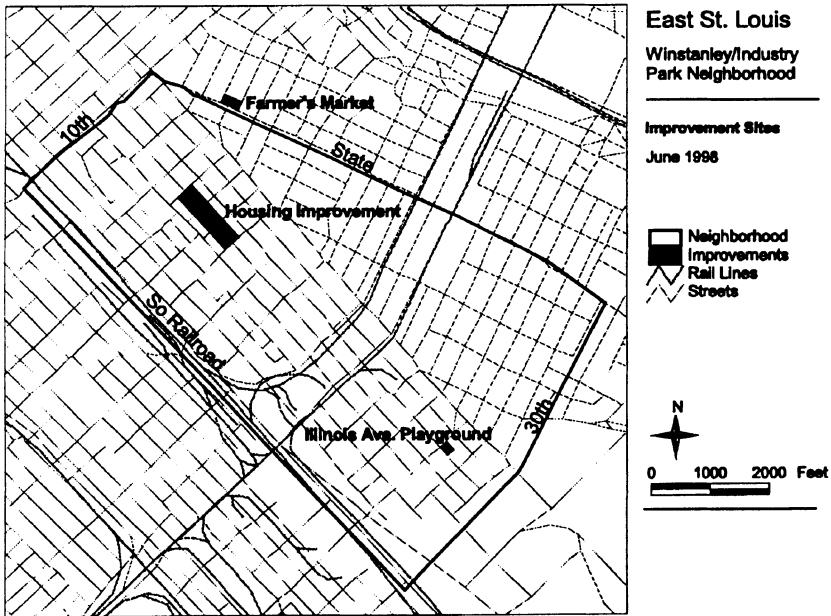 East St. Louis
Winstanley/Industry
Park Neighborhood
Improvement Sites
June 1998
Neighborhood
Improvements
Rail Lines
Streets
N
0 1000 2000 Feet
10th
Farmer's Market
State
Housing Improvement
So Railroad
Illinois Ave. Playground
30th